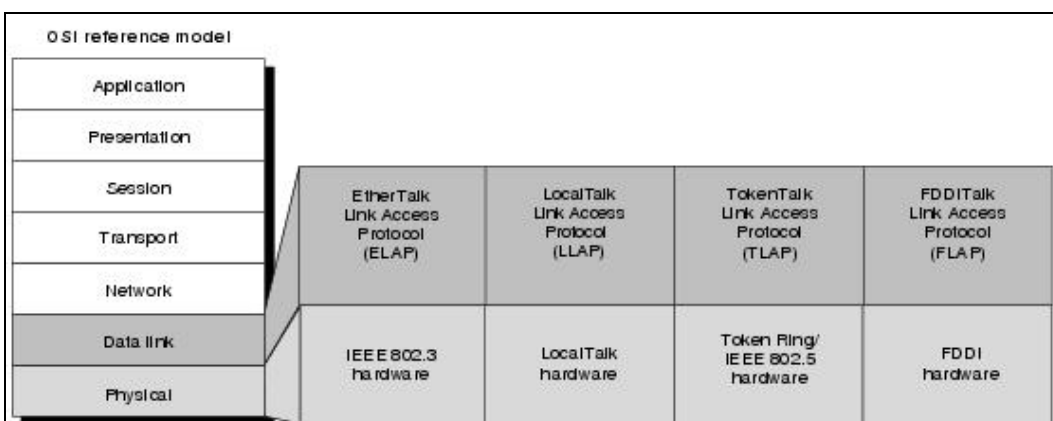 OSI reference model
Application
Presentation
Session
Transport
Network
Data link
Physical
EtherTalk
Link Access
Protocol
(ELAP)
LocalTalk
Link Access
Protocol
(LLAP)
TokenTalk
Link Access
Protocol
(TLAP)
FDDITalk
Link Access
Protocol
(FLAP)
IEEE 802.3
hardware
LocalTalk
hardware
Token Ring/
IEEE 802.5
hardware
FDDI
hardware